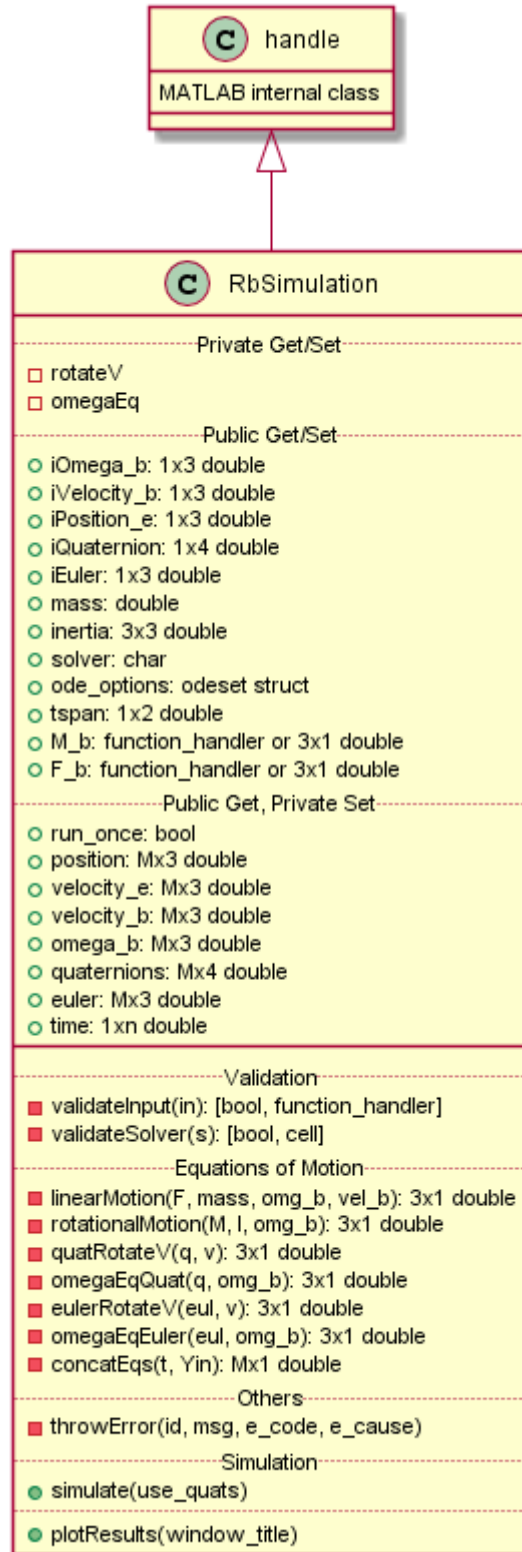 C handle
MATLAB internal class
C RbSimulation
Private Get/Set
rotateV
omegaEq
Public Get/Set
iOmega_b: 1x3 double
iVelocity_b: 1x3 double
iPosition_e: 1x3 double
iQuaternion: 1x4 double
iEuler: 1x3 double
mass: double
inertia: 3x3 double
solver: char
ode_options: odeset struct
tspan: 1x2 double
M_b: function_handler or 3x1 double
F_b: function_handler or 3x1 double
Public Get, Private Set
run_once: bool
position: Mx3 double
velocity_e: Mx3 double
velocity_b: Mx3 double
omega_b: Mx3 double
quaternions: Mx4 double
euler: Mx3 double
time: 1xn double
Validation
validateInput(in): [bool, function_handler]
validateSolver(s): [bool, cell]
Equations of Motion
linearMotion(F, mass, omg_b, vel_b): 3x1 double
rotationalMotion(M, I, omg_b): 3x1 double
quatRotateV(q, v): 3x1 double
omegaEqQuat(q, omg_b): 3x1 double
eulerRotateV(eul, v): 3x1 double
omegaEqEuler(eul, omg_b): 3x1 double
concatEqs(t, Yin): Mx1 double
Others
throwError(id, msg, e_code, e_cause)
Simulation
simulate(use_quats)
plotResults(window_title)